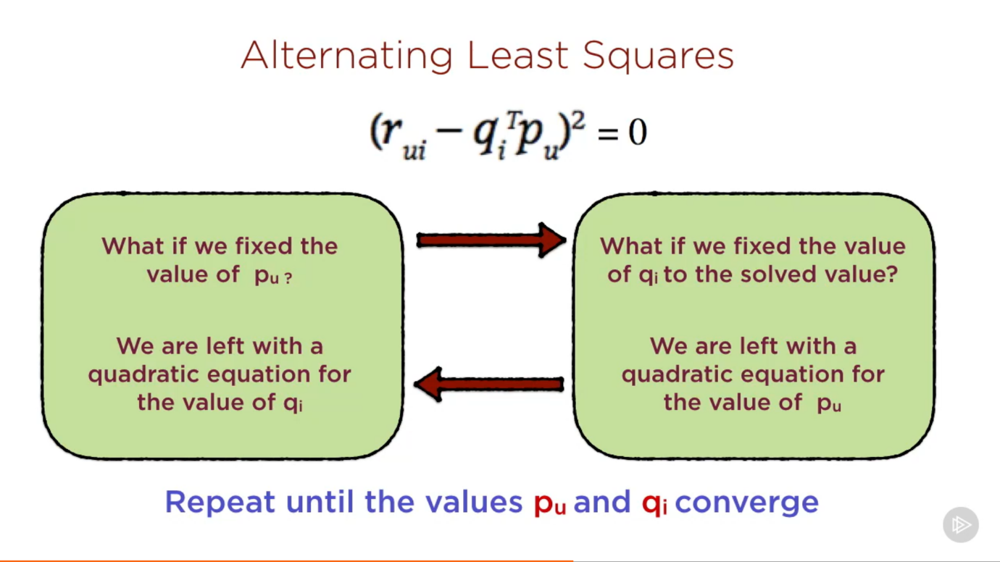 Alternating Least Squares
(r_ui − q_i^T p_u)² = 0
What if we fixed the
value of pu ?
We are left with a
quadratic equation for
the value of qi
What if we fixed the value
of qi to the solved value?
We are left with a
quadratic equation for
the value of pu
Repeat until the values pu and qi converge